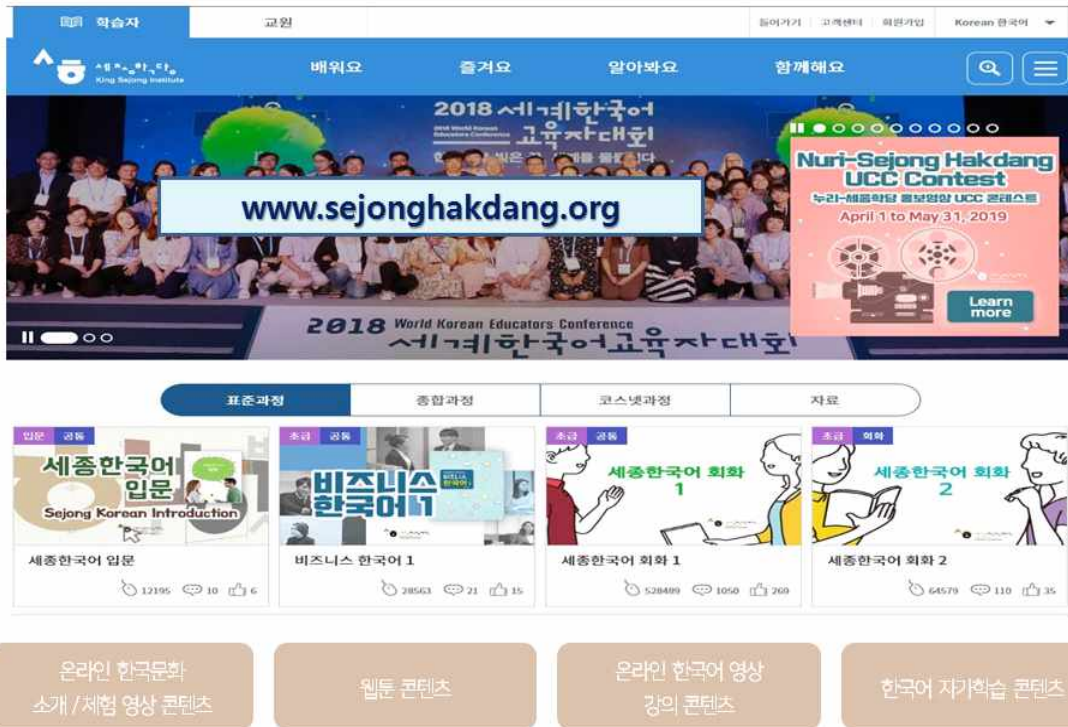 학습자
교원
들어가기 고객센터 회원가입 Korean 한국어
세종학당
King Sejong Institute
배워요 즐겨요 알아봐요 함께해요
2018 세계한국어
2018 World Korean
Educators Conference
교육자대회
www.sejonghakdang.org
Nuri-Sejong Hakdang
UCC Contest
누리-세종학당 홍보영상 UCC 콘테스트
April 1 to May 31, 2019
Learn
more
2018 World Korean Educators Conference
세계한국어교육자대회
표준과정 종합과정 코스넷과정 자료
입문 공통
세종한국어
입문
Sejong Korean Introduction
세종한국어 입문
12195 10 6
초급 공통
비즈니스
한국어 1
비즈니스 한국어 1
28563 21 15
초급 공통
세종한국어 회화
1
세종한국어 회화 1
528489 1050 269
초급 회화
세종한국어 회화
2
세종한국어 회화 2
64579 110 35
온라인 한국문화
소개 / 체험 영상 콘텐츠
웹툰 콘텐츠
온라인 한국어 영상
강의 콘텐츠
한국어 자가학습 콘텐츠